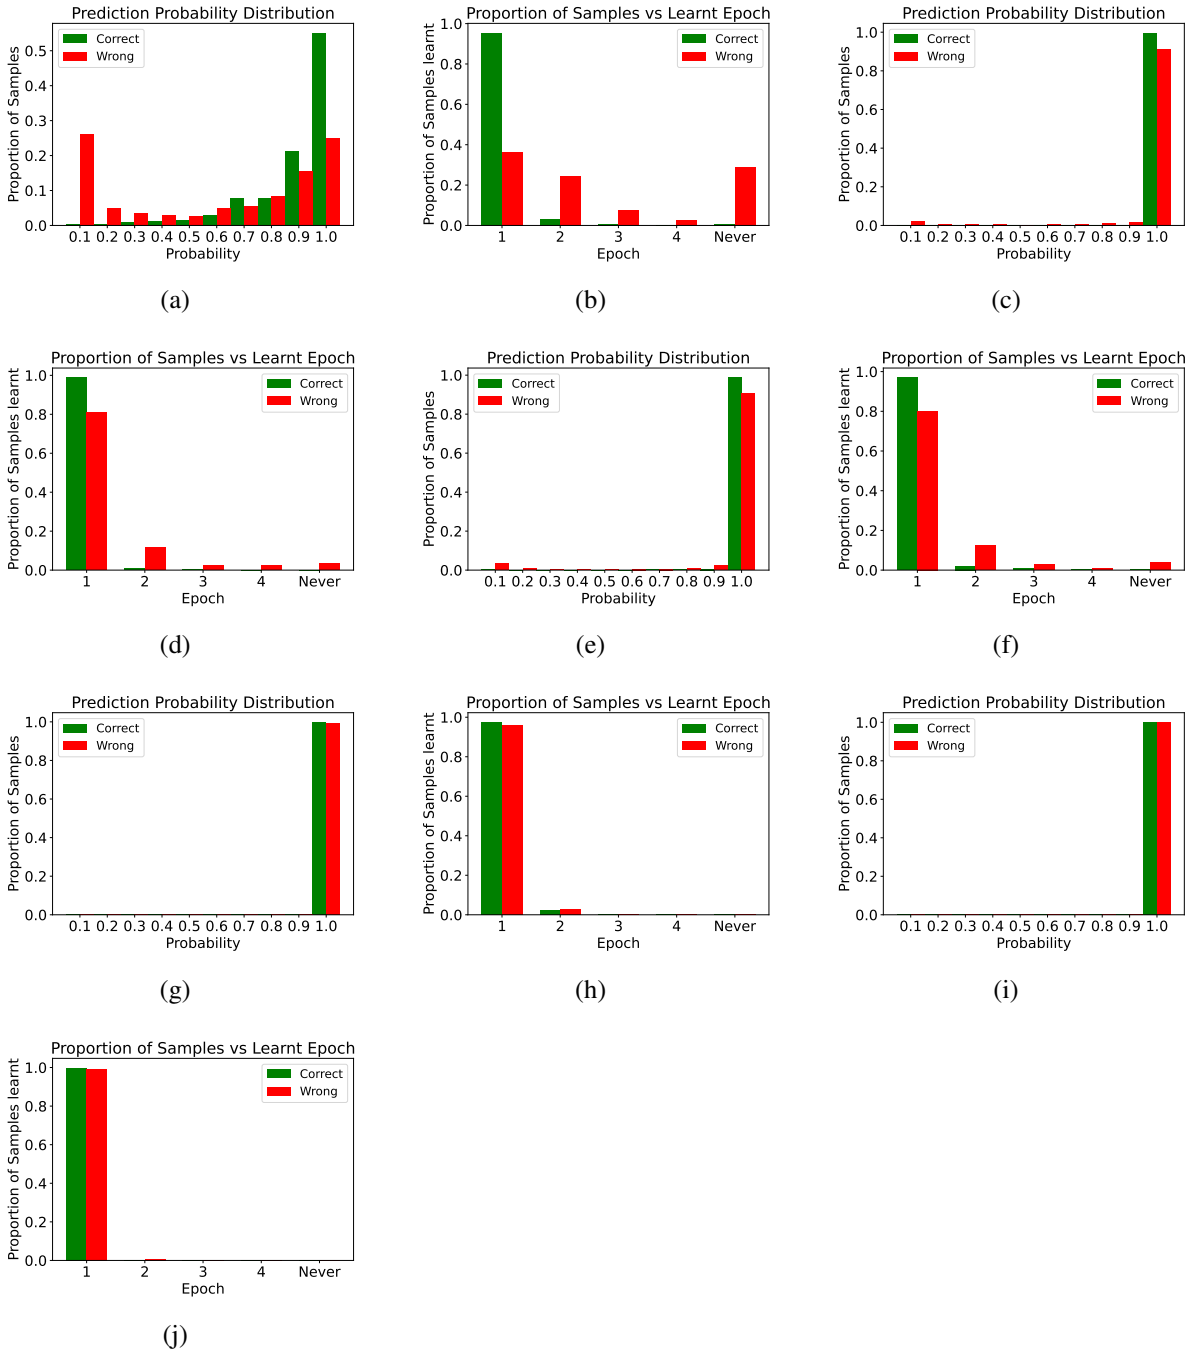 Prediction Probability Distribution
Proportion of Samples
0.5
0.4
0.3
0.2
0.1
0.0
Correct
Wrong
0.1 0.2 0.3 0.4 0.5 0.6 0.7 0.8 0.9 1.0
Probability
(a)
Proportion of Samples vs Learnt Epoch
Proportion of Samples learnt
1.0
0.8
0.6
0.4
0.2
0.0
Correct
Wrong
1 2 3 4 Never
Epoch
(b)
Prediction Probability Distribution
Proportion of Samples
1.0
0.8
0.6
0.4
0.2
0.0
Correct
Wrong
0.1 0.2 0.3 0.4 0.5 0.6 0.7 0.8 0.9 1.0
Probability
(c)
Proportion of Samples vs Learnt Epoch
Proportion of Samples learnt
1.0
0.8
0.6
0.4
0.2
0.0
Correct
Wrong
1 2 3 4 Never
Epoch
(d)
Prediction Probability Distribution
Proportion of Samples
1.0
0.8
0.6
0.4
0.2
0.0
Correct
Wrong
0.1 0.2 0.3 0.4 0.5 0.6 0.7 0.8 0.9 1.0
Probability
(e)
Proportion of Samples vs Learnt Epoch
Proportion of Samples learnt
1.0
0.8
0.6
0.4
0.2
0.0
Correct
Wrong
1 2 3 4 Never
Epoch
(f)
Prediction Probability Distribution
Proportion of Samples
1.0
0.8
0.6
0.4
0.2
0.0
Correct
Wrong
0.1 0.2 0.3 0.4 0.5 0.6 0.7 0.8 0.9 1.0
Probability
(g)
Proportion of Samples vs Learnt Epoch
Proportion of Samples learnt
1.0
0.8
0.6
0.4
0.2
0.0
Correct
Wrong
1 2 3 4 Never
Epoch
(h)
Prediction Probability Distribution
Proportion of Samples
1.0
0.8
0.6
0.4
0.2
0.0
Correct
Wrong
0.1 0.2 0.3 0.4 0.5 0.6 0.7 0.8 0.9 1.0
Probability
(i)
Proportion of Samples vs Learnt Epoch
Proportion of Samples learnt
1.0
0.8
0.6
0.4
0.2
0.0
Correct
Wrong
1 2 3 4 Never
Epoch
(j)